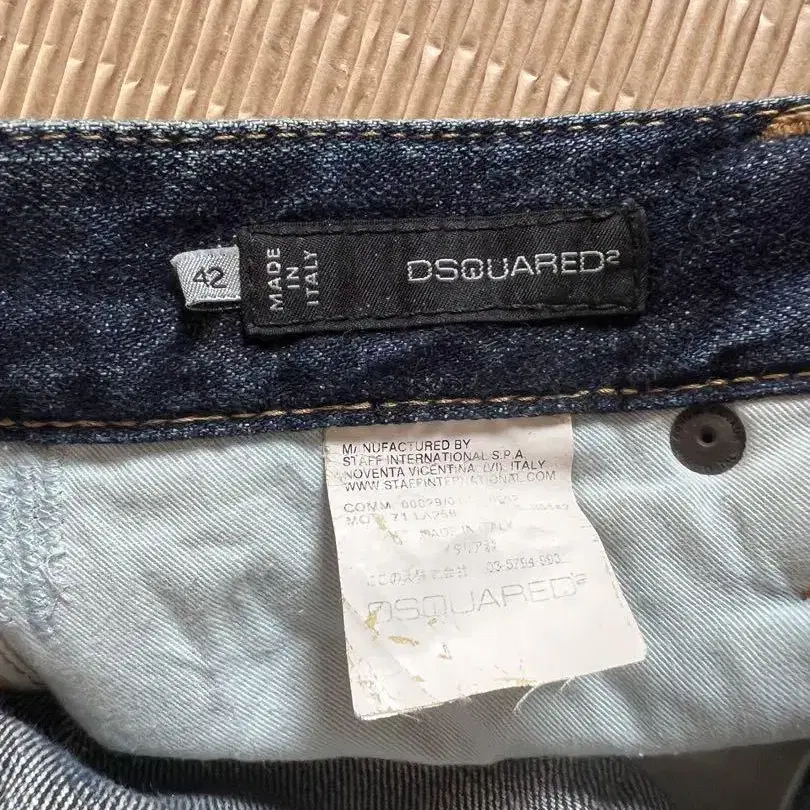 42
MADE
IN
ITALY
DSQUARED²
MANUFACTURED BY
STAFF INTERNATIONAL S.P.A.
NOVENTA VICENTINA (VI), ITALY
WWW.STAFFINTERNATIONAL.COM
COMM.
MADE IN ITALY
DSQUARED²